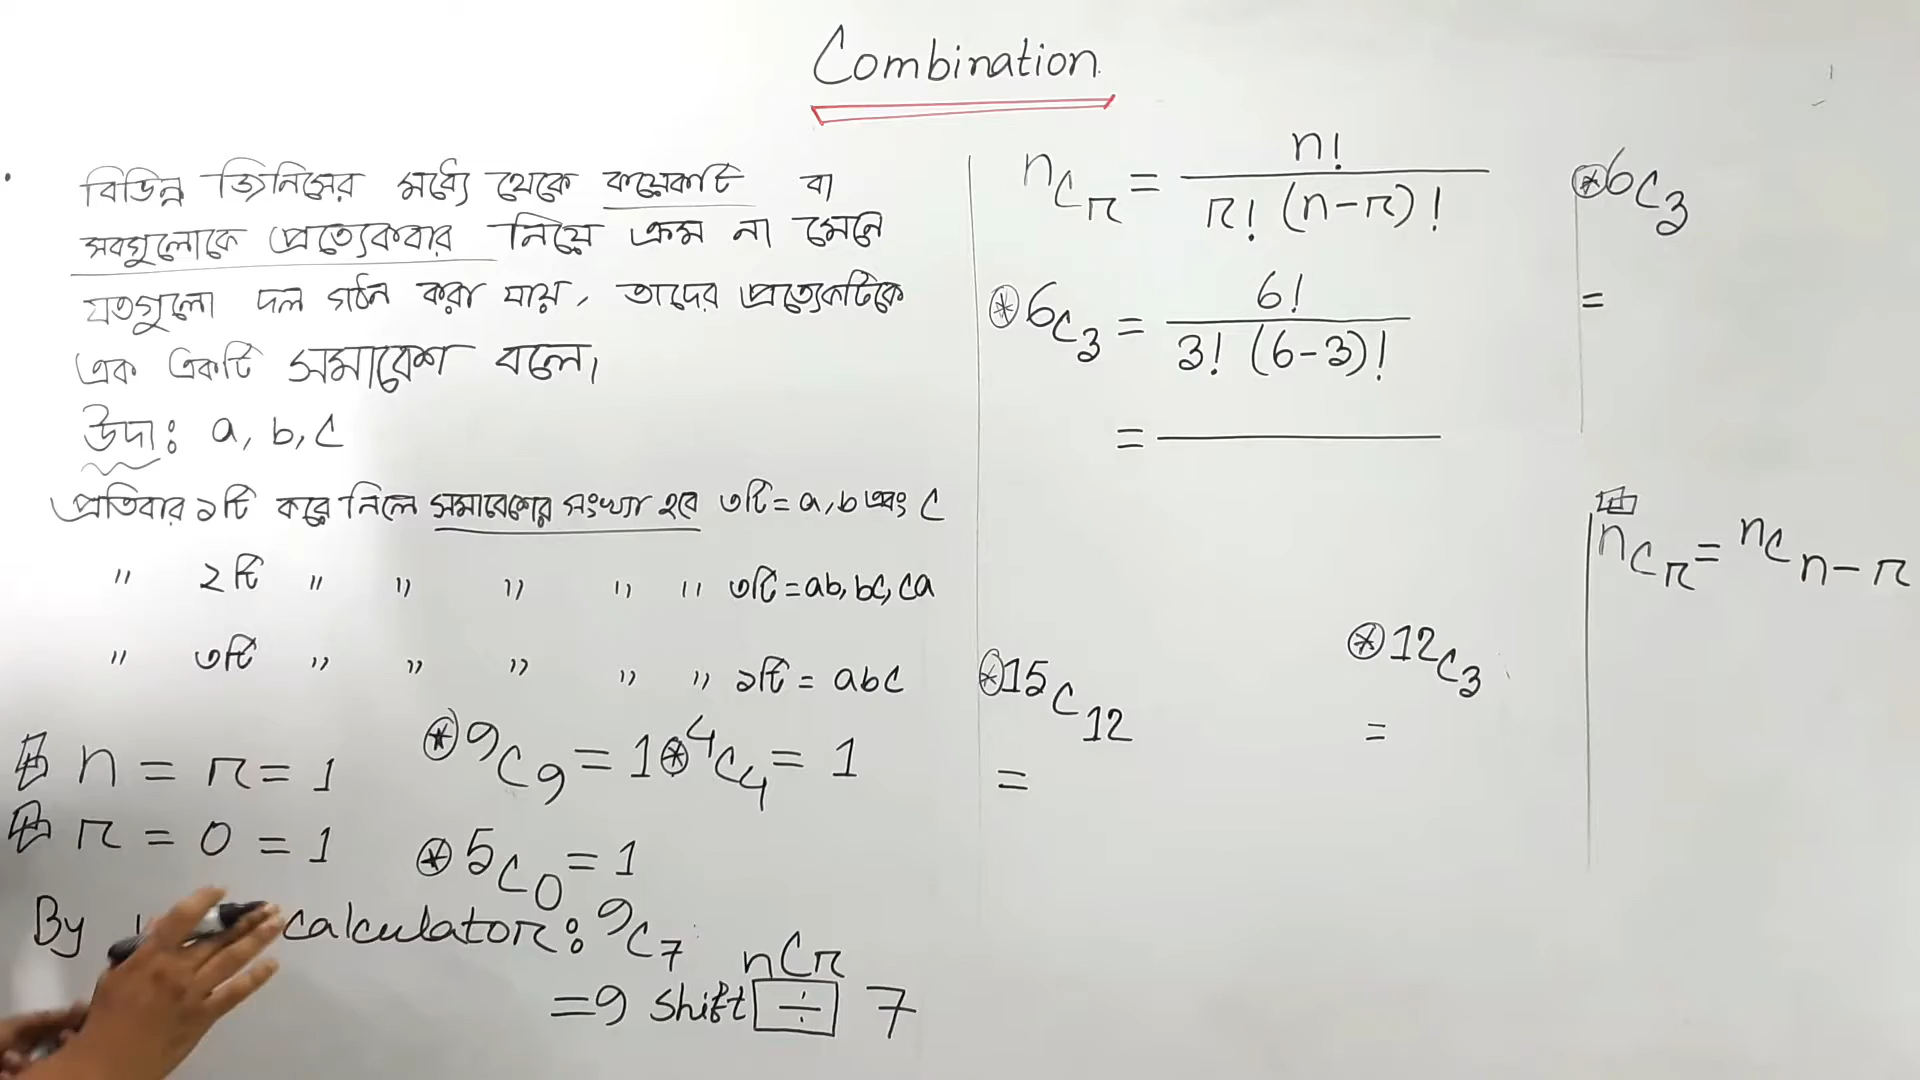 Combination
বিভিন্ন জিনিসের মধ্যে থেকে কয়েকটি বা
সবগুলোকে প্রত্যেকবার নিয়ে ক্রম না মেনে
যতগুলো দল গঠন করা যায়, তাদের প্রত্যেকটিকে
এক একটি সমাবেশ বলে।
উদাঃ a, b, c
প্রতিবার ১টি করে নিলে সমাবেশের সংখ্যা হবে ৩টি = a, b এবং c
" ২টি " " " " " ৩টি = ab, bc, ca
" ৩টি " " " " " ১টি = abc
n = r = 1
r = 0 = 1
⊛ 9C9 = 1 ⊛ 4C4 = 1
⊛ 5C0 = 1
By calculator: 9C7
nCr
= 9 Shift ÷ 7
nCr = n! / r! (n-r)!
⊛ 6C3 = 6! / 3! (6-3)!
=
⊛ 6C3
=
nCr = nCn-r
⊛ 15C12
=
⊛ 12C3
=